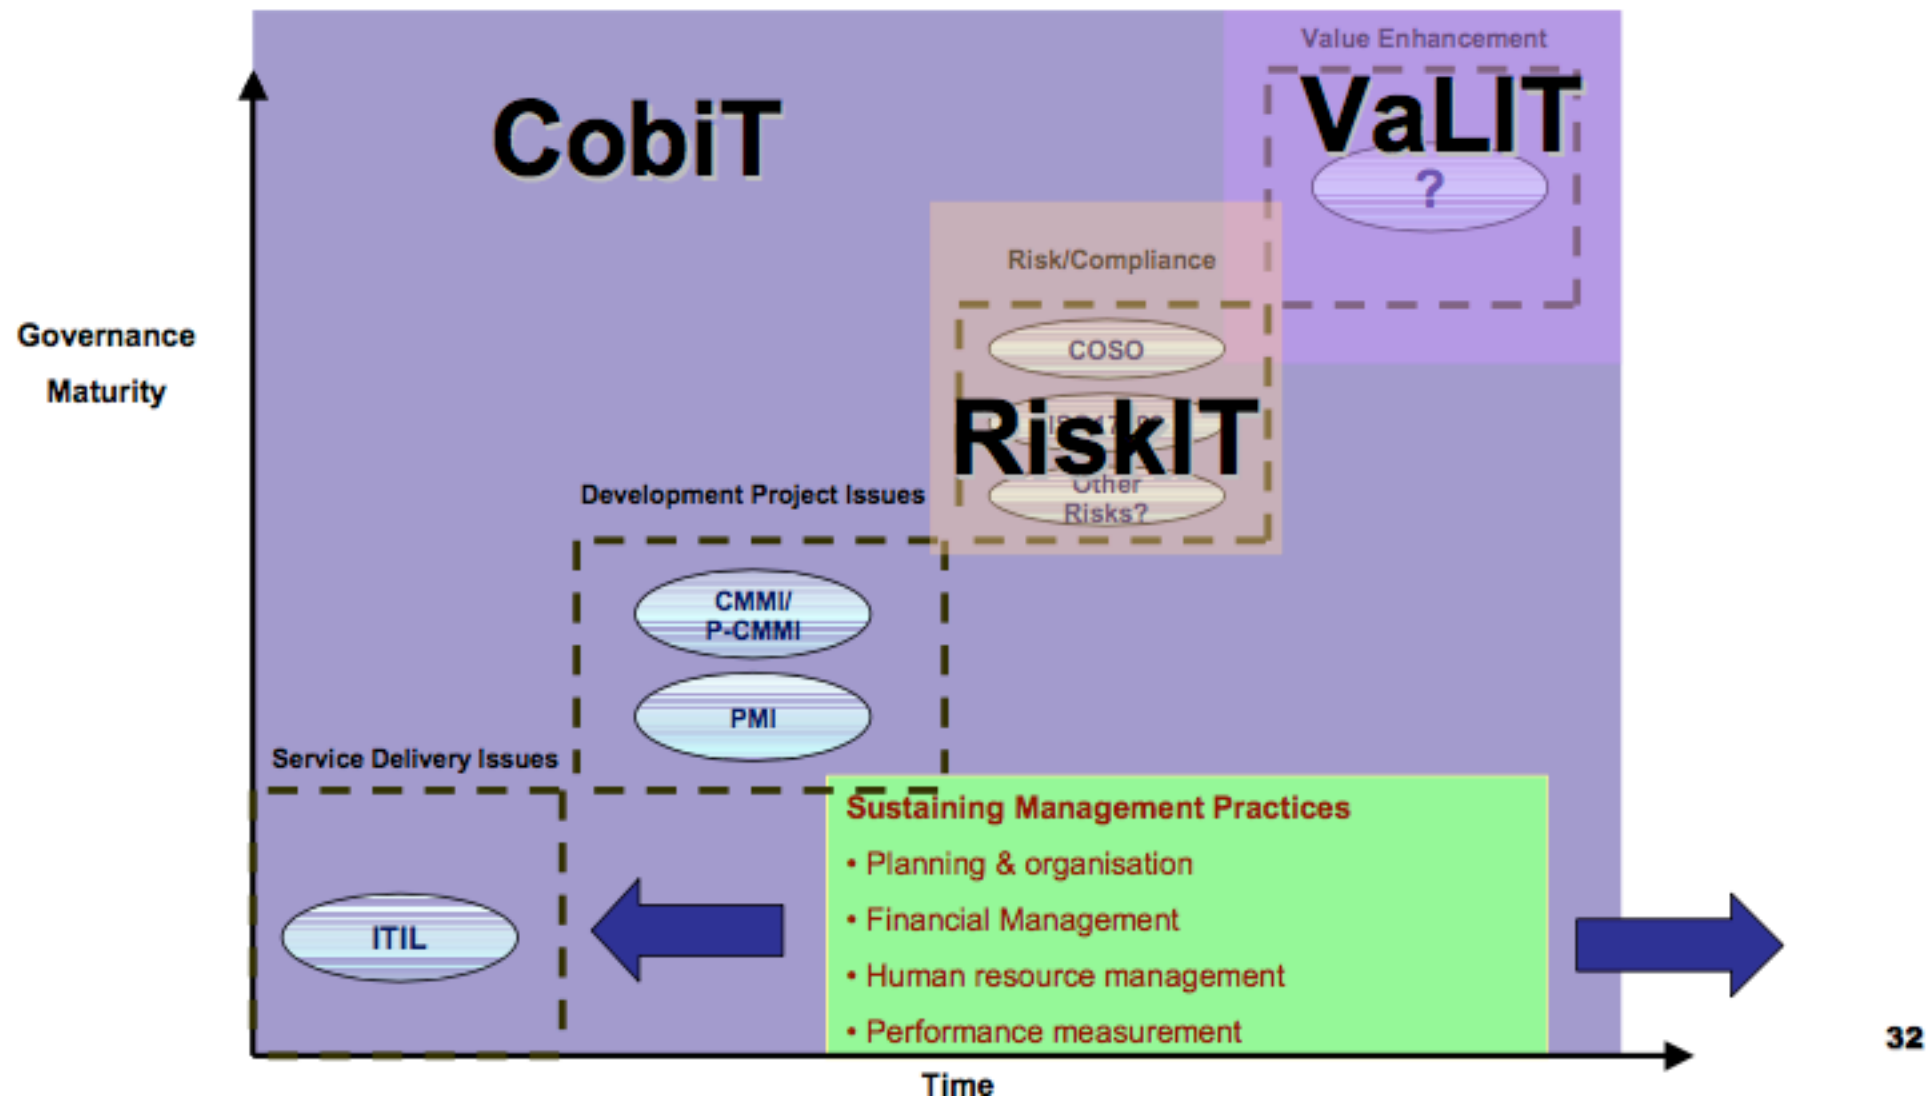 Value Enhancement
CobiT
VaLIT
?
Risk/Compliance
Governance
Maturity
COSO
RiskIT
Other
Risks?
Development Project Issues
CMMI/
P-CMMI
PMI
Service Delivery Issues
Sustaining Management Practices
• Planning & organisation
• Financial Management
ITIL
• Human resource management
• Performance measurement
32
Time